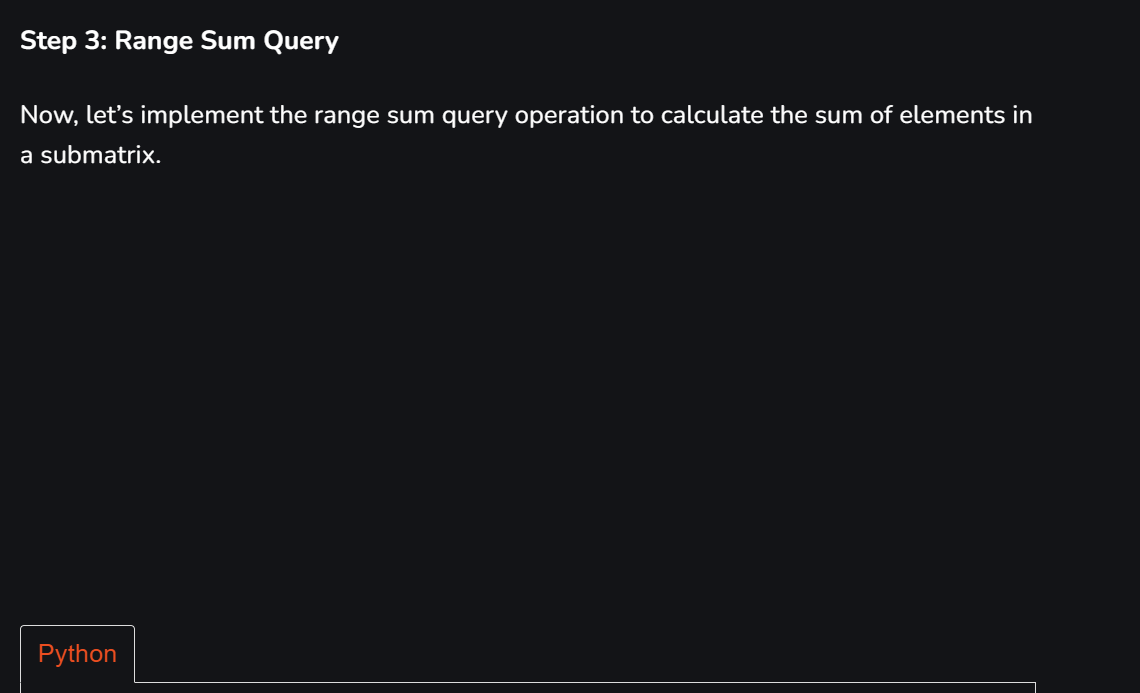 Step 3: Range Sum Query
Now, let’s implement the range sum query operation to calculate the sum of elements in
a submatrix.
Python